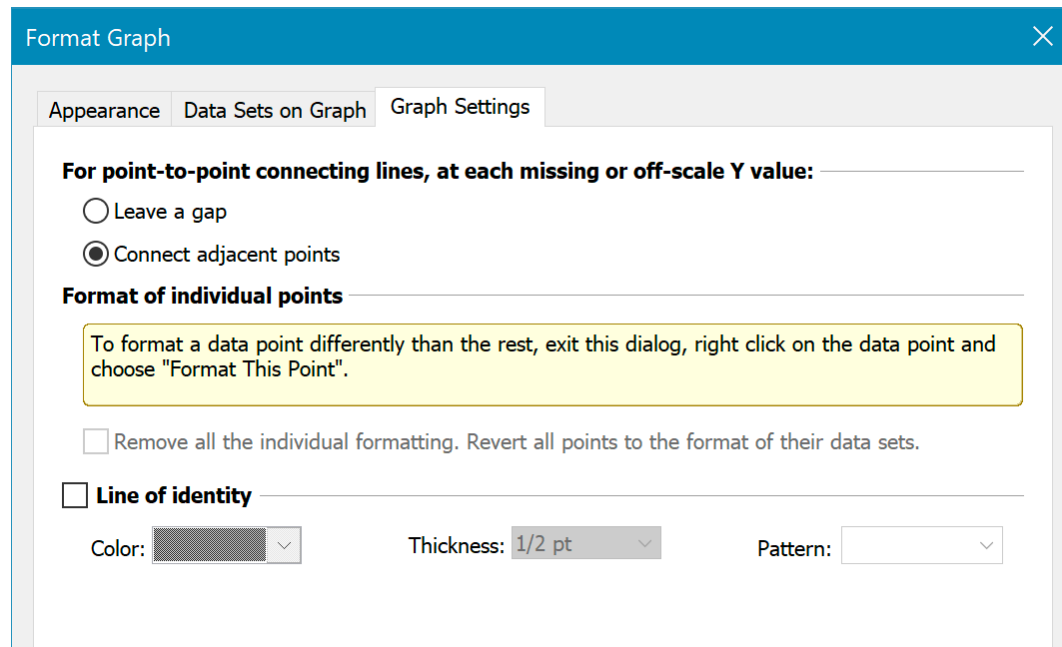 Format Graph
Appearance Data Sets on Graph Graph Settings
For point-to-point connecting lines, at each missing or off-scale Y value:
Leave a gap
Connect adjacent points
Format of individual points
To format a data point differently than the rest, exit this dialog, right click on the data point and
choose "Format This Point".
Remove all the individual formatting. Revert all points to the format of their data sets.
Line of identity
Color: Thickness: 1/2 pt Pattern: